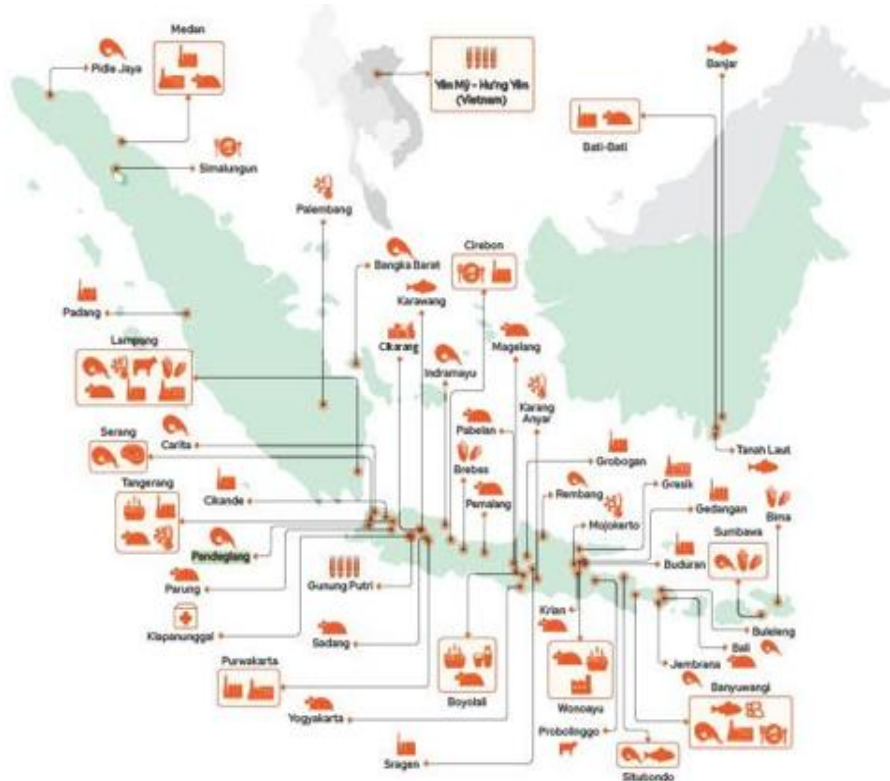 Medan
Pidie Jaya
Simalungun
Yên Mỹ - Hưng Yên
(Vietnam)
Banjar
Bati-Bati
Palembang
Bangka Barat
Cirebon
Karawang
Padang
Cikarang
Magelang
Lampung
Indramayu
Karang
Anyar
Carita
Pabelan
Serang
Brebes
Grobogan
Tanah Laut
Tangerang
Cikande
Pemalang
Rembang
Gresik
Gedangan
Mojokerto
Bima
Sumbawa
Pandeglang
Buduran
Parung
Gunung Putri
Klapanunggal
Krian
Buleleng
Sadang
Bali
Jembrana
Purwakarta
Boyolali
Wonoayu
Banyuwangi
Yogyakarta
Probolinggo
Sragen
Situbondo